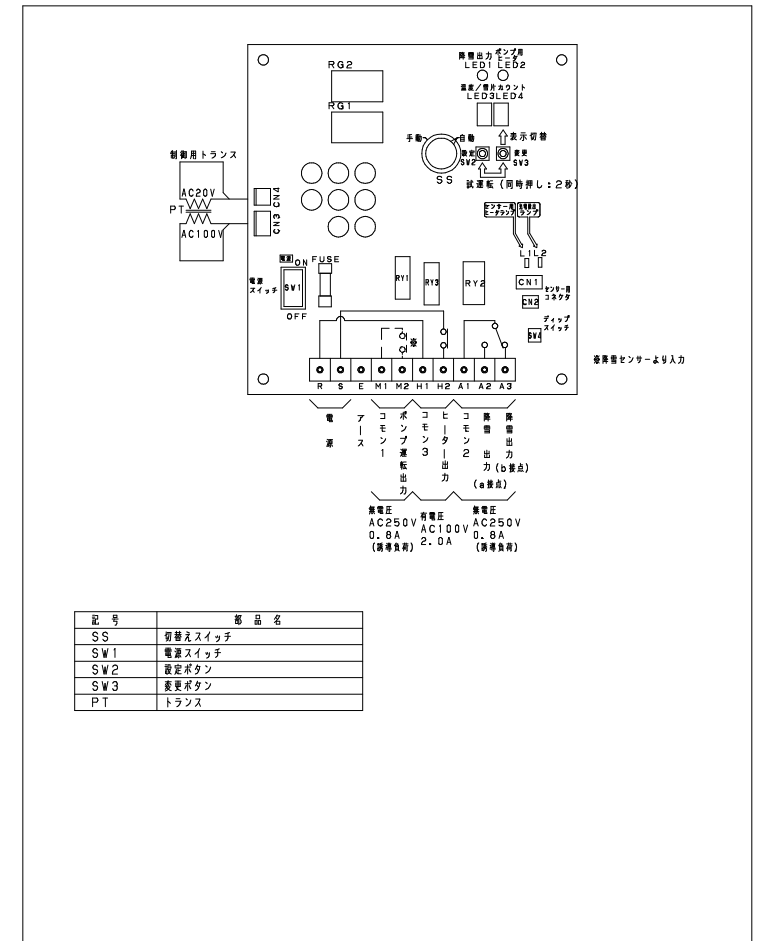 降雪出力
ポンプ用
ヒータ
LED1 LED2
RG2
温度/雪片カウント
LED3LED4
RG1
表示切替
手動
自動
設定
SW2
変更
SW3
SS
試運転(同時押し:2秒)
制御用トランス
AC20V
PT
AC100V
CN4
CN3
センサー用
ヒータランプ
ランプ
L1L2
電源
ON
FUSE
電源
スイッチ
SW1
OFF
RY1
RY3
RY2
CN1
センサー用
コネクタ
CN2
ディップ
スイッチ
SW4
R S E M1 M2 H1 H2 A1 A2 A3
電源
アース
コモン1
ポンプ運転出力
コモン3
ヒーター出力
コモン2
降雪出力
(a接点)
降雪出力
(b接点)
無電圧
AC250V
0.8A
(誘導負荷)
有電圧
AC100V
2.0A
無電圧
AC250V
0.8A
(誘導負荷)
降雪センサーより入力
記号 部品名
SS 切替えスイッチ
SW1 電源スイッチ
SW2 設定ボタン
SW3 変更ボタン
PT トランス